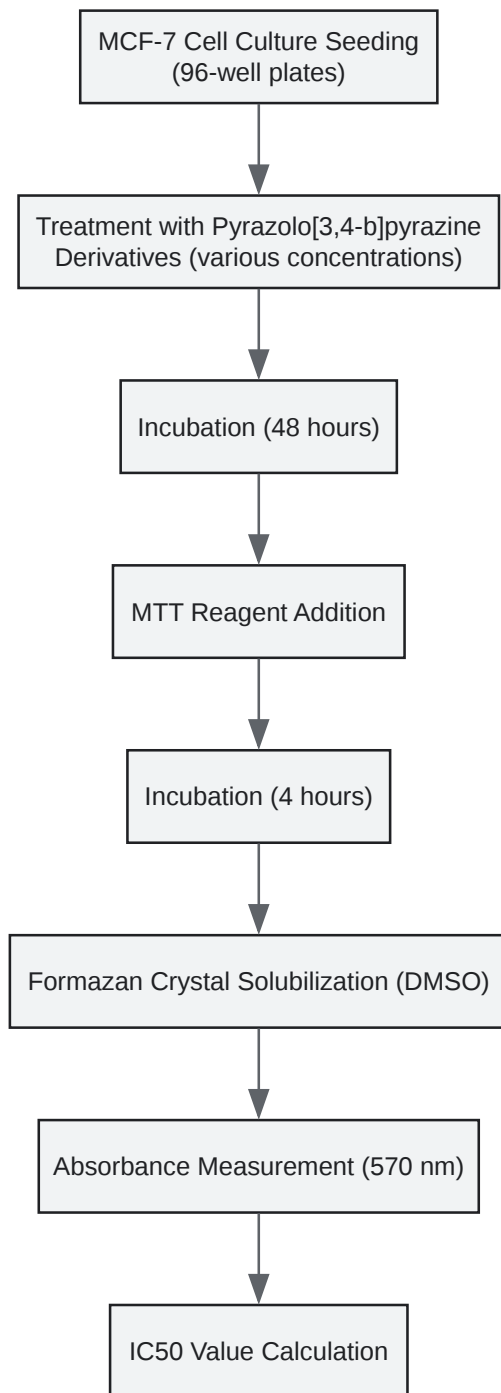 MCF-7 Cell Culture Seeding
(96-well plates)
Treatment with Pyrazolo[3,4-b]pyrazine
Derivatives (various concentrations)
Incubation (48 hours)
MTT Reagent Addition
Incubation (4 hours)
Formazan Crystal Solubilization (DMSO)
Absorbance Measurement (570 nm)
IC50 Value Calculation